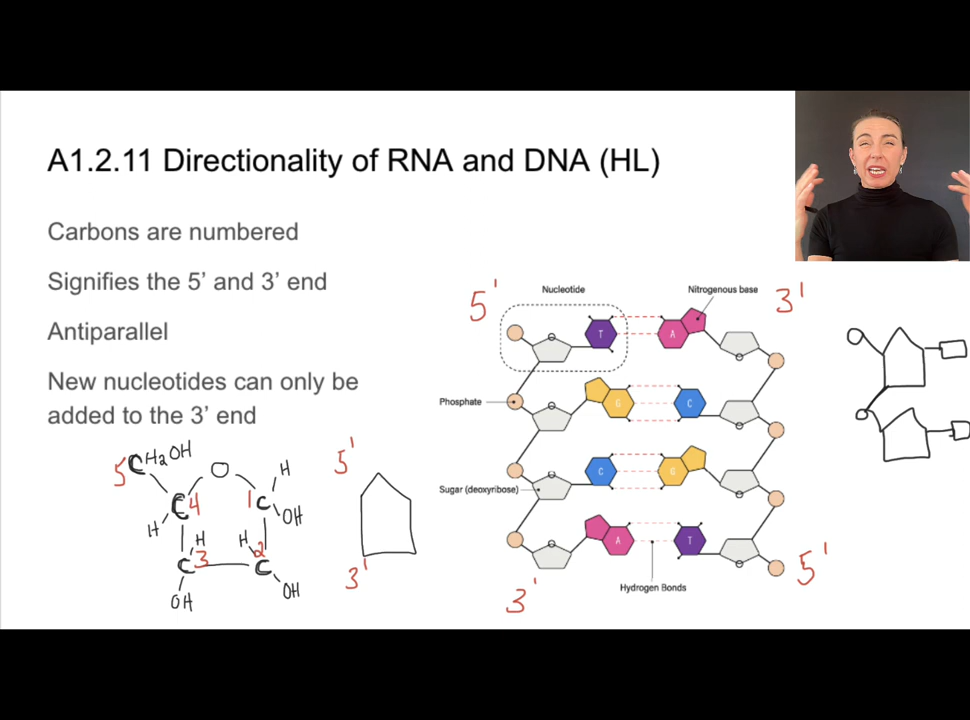 A1.2.11 Directionality of RNA and DNA (HL)
Carbons are numbered
Signifies the 5’ and 3’ end
Antiparallel
New nucleotides can only be
added to the 3’ end
5'
Nucleotide
Nitrogenous base
3'
T
A
Phosphate
G
C
C
G
Sugar (deoxyribose)
A
T
Hydrogen Bonds
3'
5'
5 CH2OH
O
H
C 4
1 C
H
OH
H
H
C 3
2 C
OH
OH
5'
3'